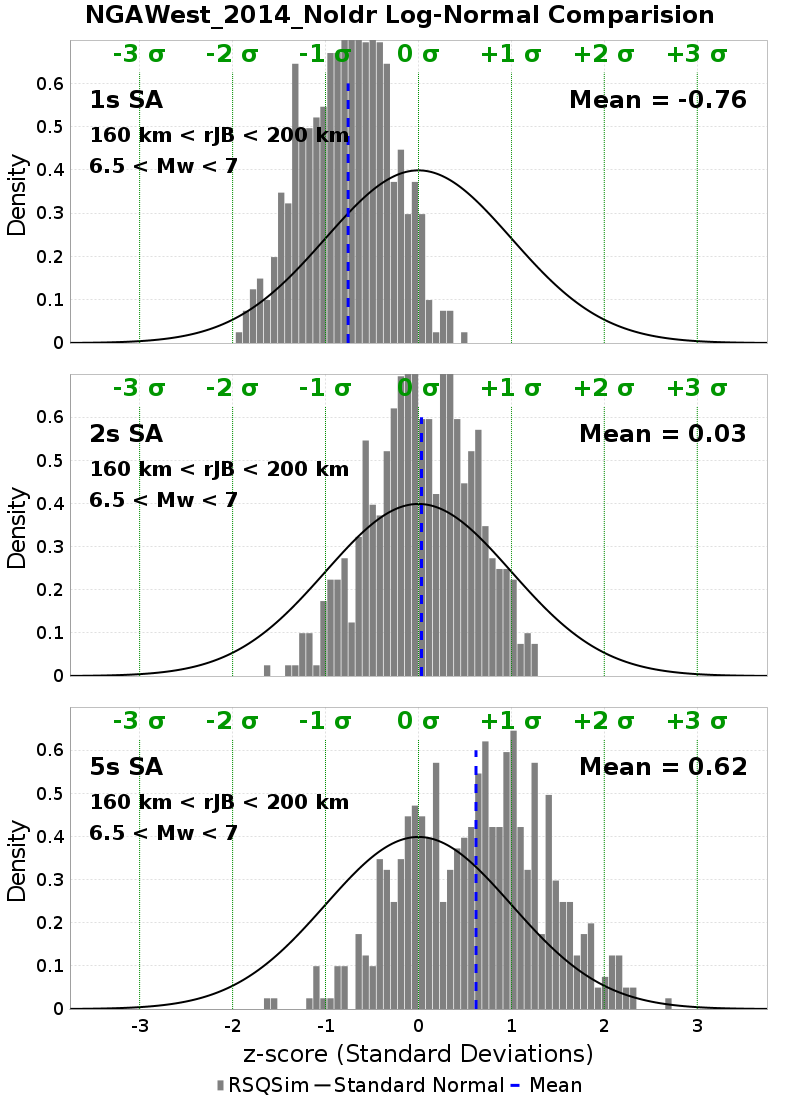 NGAWest_2014_NoIdr Log-Normal Comparision
-3 σ -2 σ -1 σ 0 σ +1 σ +2 σ +3 σ
0.6
1s SA Mean = -0.76
0.5
160 km < rJB < 200 km
6.5 < Mw < 7
0.4
0.3
0.2
0.1
0
Density
-3 σ -2 σ -1 σ 0 σ +1 σ +2 σ +3 σ
0.6
2s SA Mean = 0.03
0.5
160 km < rJB < 200 km
6.5 < Mw < 7
0.4
0.3
0.2
0.1
0
Density
-3 σ -2 σ -1 σ 0 σ +1 σ +2 σ +3 σ
0.6
5s SA Mean = 0.62
0.5
160 km < rJB < 200 km
6.5 < Mw < 7
0.4
0.3
0.2
0.1
0
Density
-3 -2 -1 0 1 2 3
z-score (Standard Deviations)
RSQSim Standard Normal Mean